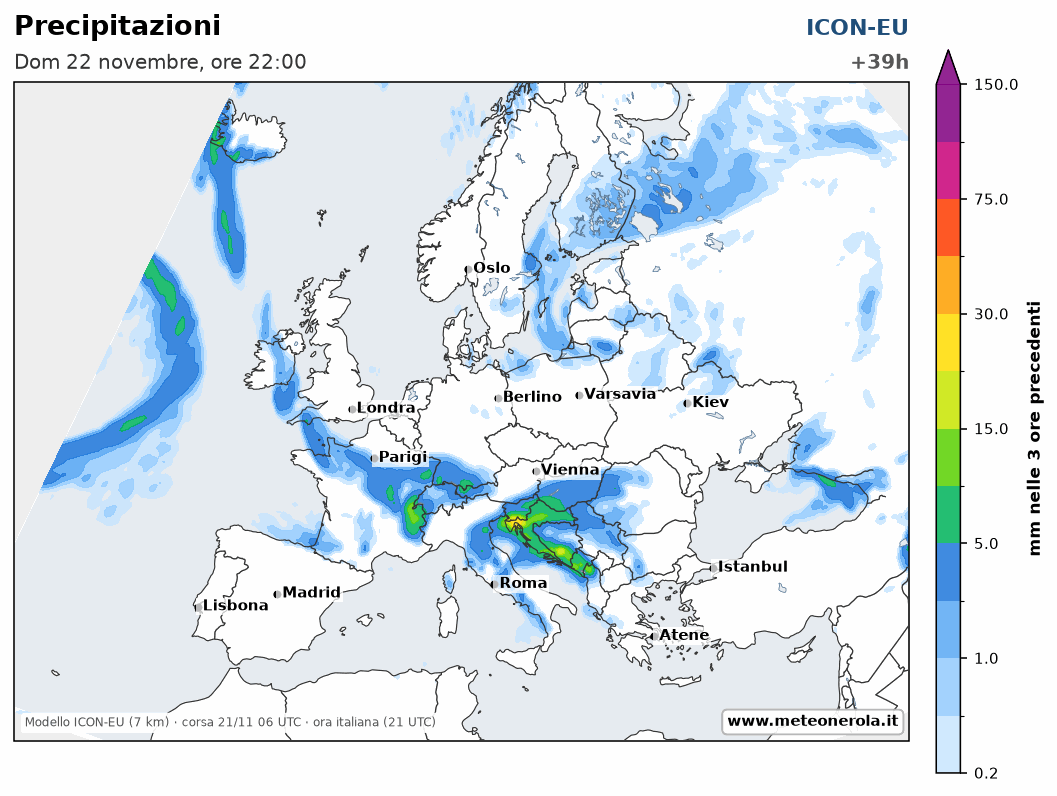 Precipitazioni
ICON-EU
Dom 22 novembre, ore 22:00
+39h
150.0
75.0
30.0
15.0
5.0
1.0
0.2
mm nelle 3 ore precedenti
Oslo
Londra
Berlino
Varsavia
Kiev
Parigi
Vienna
Istanbul
Roma
Madrid
Lisbona
Atene
Modello ICON-EU (7 km) · corsa 21/11 06 UTC · ora italiana (21 UTC)
www.meteonerola.it